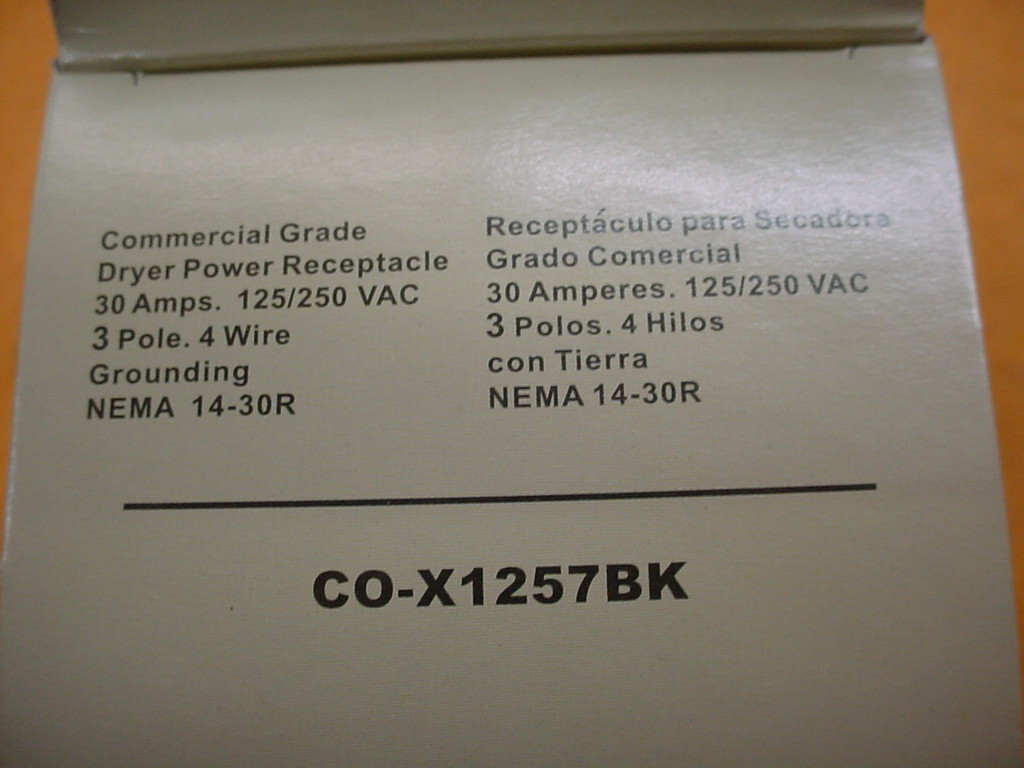 Commercial Grade
Dryer Power Receptacle
30 Amps. 125/250 VAC
3 Pole. 4 Wire
Grounding
NEMA 14-30R
Receptáculo para Secadora
Grado Comercial
30 Amperes. 125/250 VAC
3 Polos. 4 Hilos
con Tierra
NEMA 14-30R
CO-X1257BK